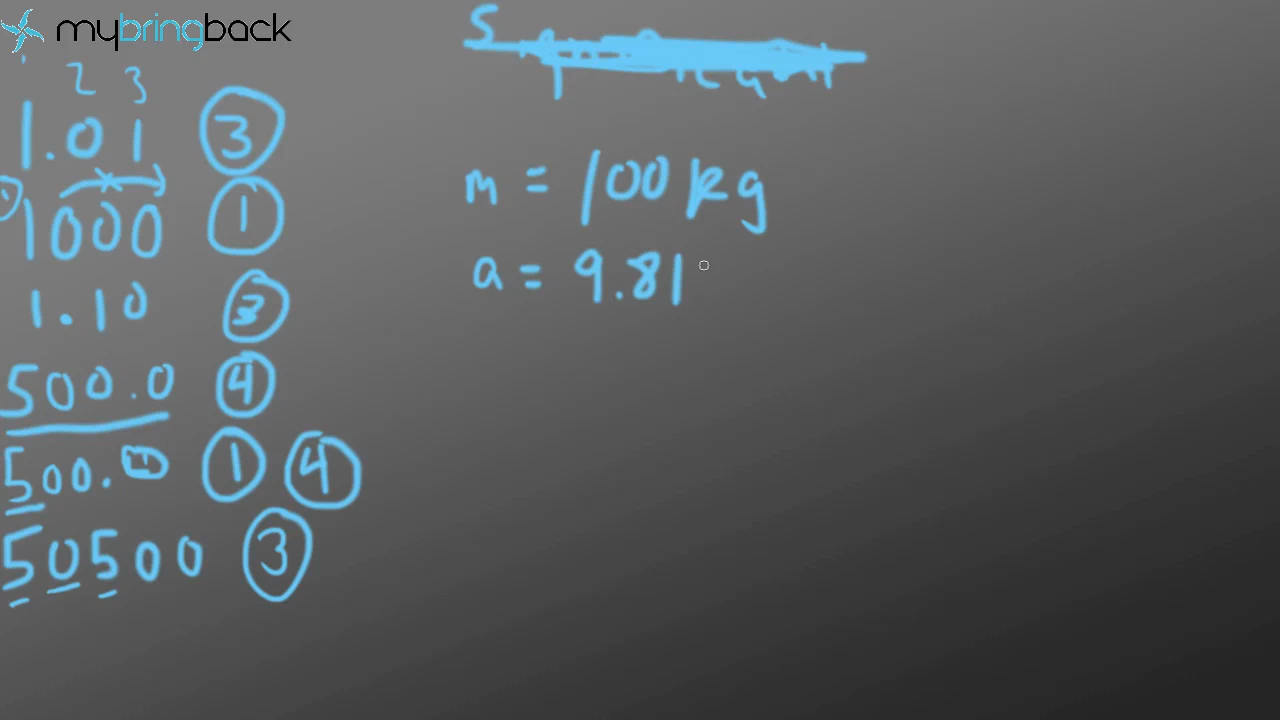 mybringback
2 3
1.01 3
1000 1
1.10 3
500.0 4
500. 1 4
50500 3
m = 100 kg
a = 9.81